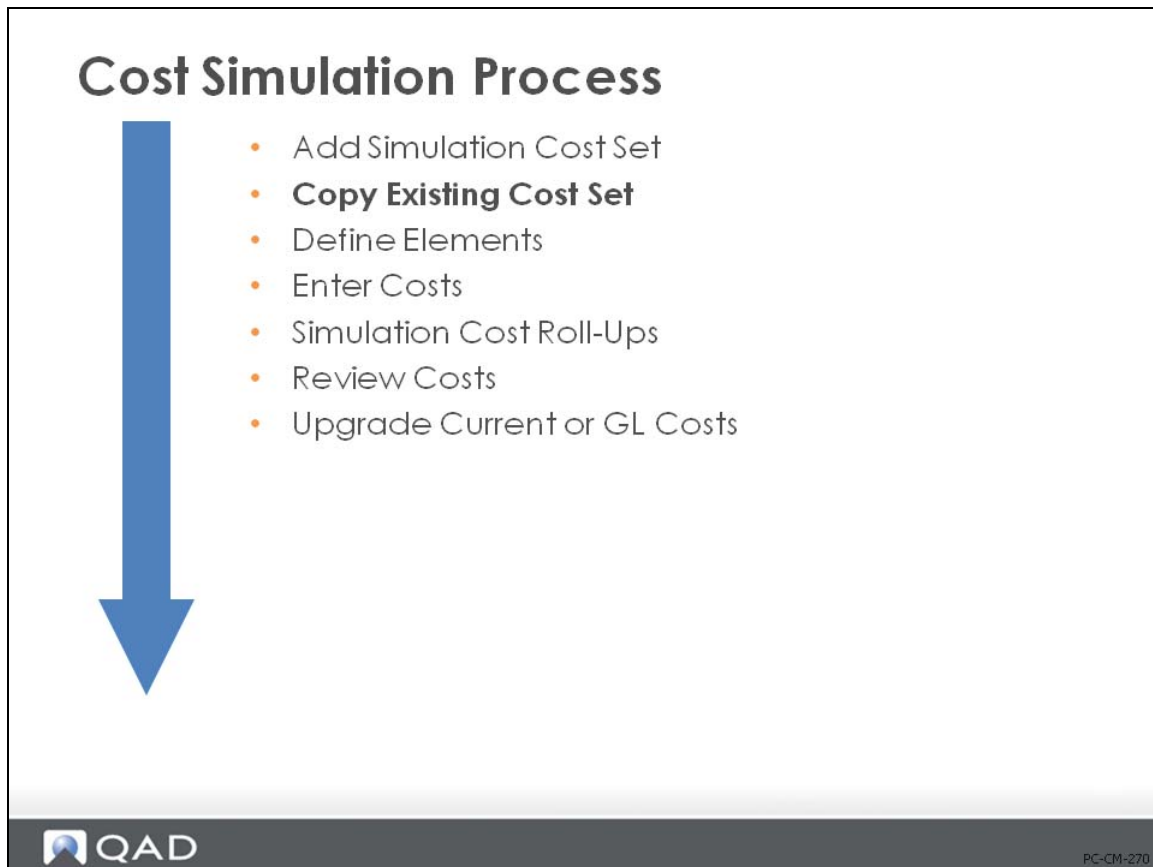 Cost Simulation Process
• Add Simulation Cost Set
• Copy Existing Cost Set
• Define Elements
• Enter Costs
• Simulation Cost Roll-Ups
• Review Costs
• Upgrade Current or GL Costs
QAD
PC-CM-270